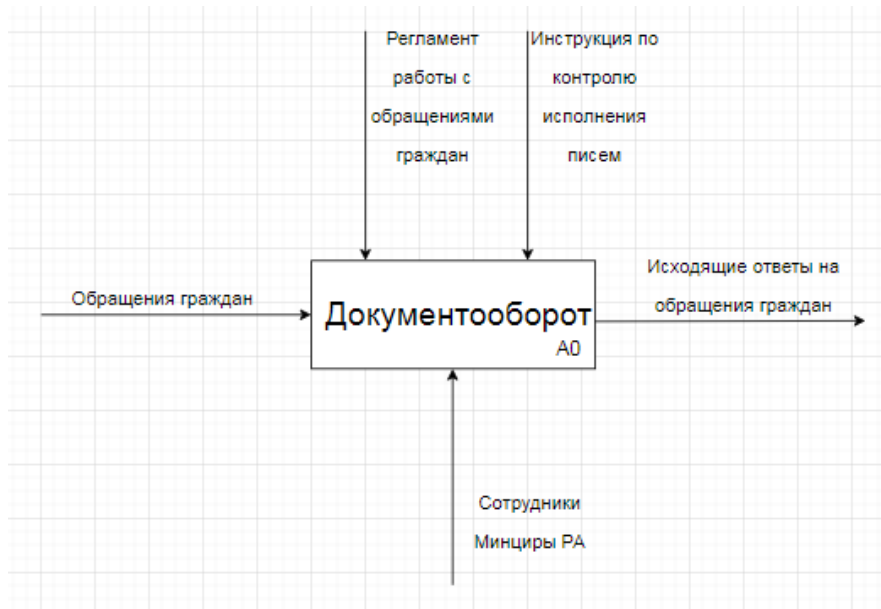 Регламент
работы с
обращениями
граждан
Инструкция по
контролю
исполнения
писем
Обращения граждан
Документооборот
A0
Исходящие ответы на
обращения граждан
Сотрудники
Минциры РА